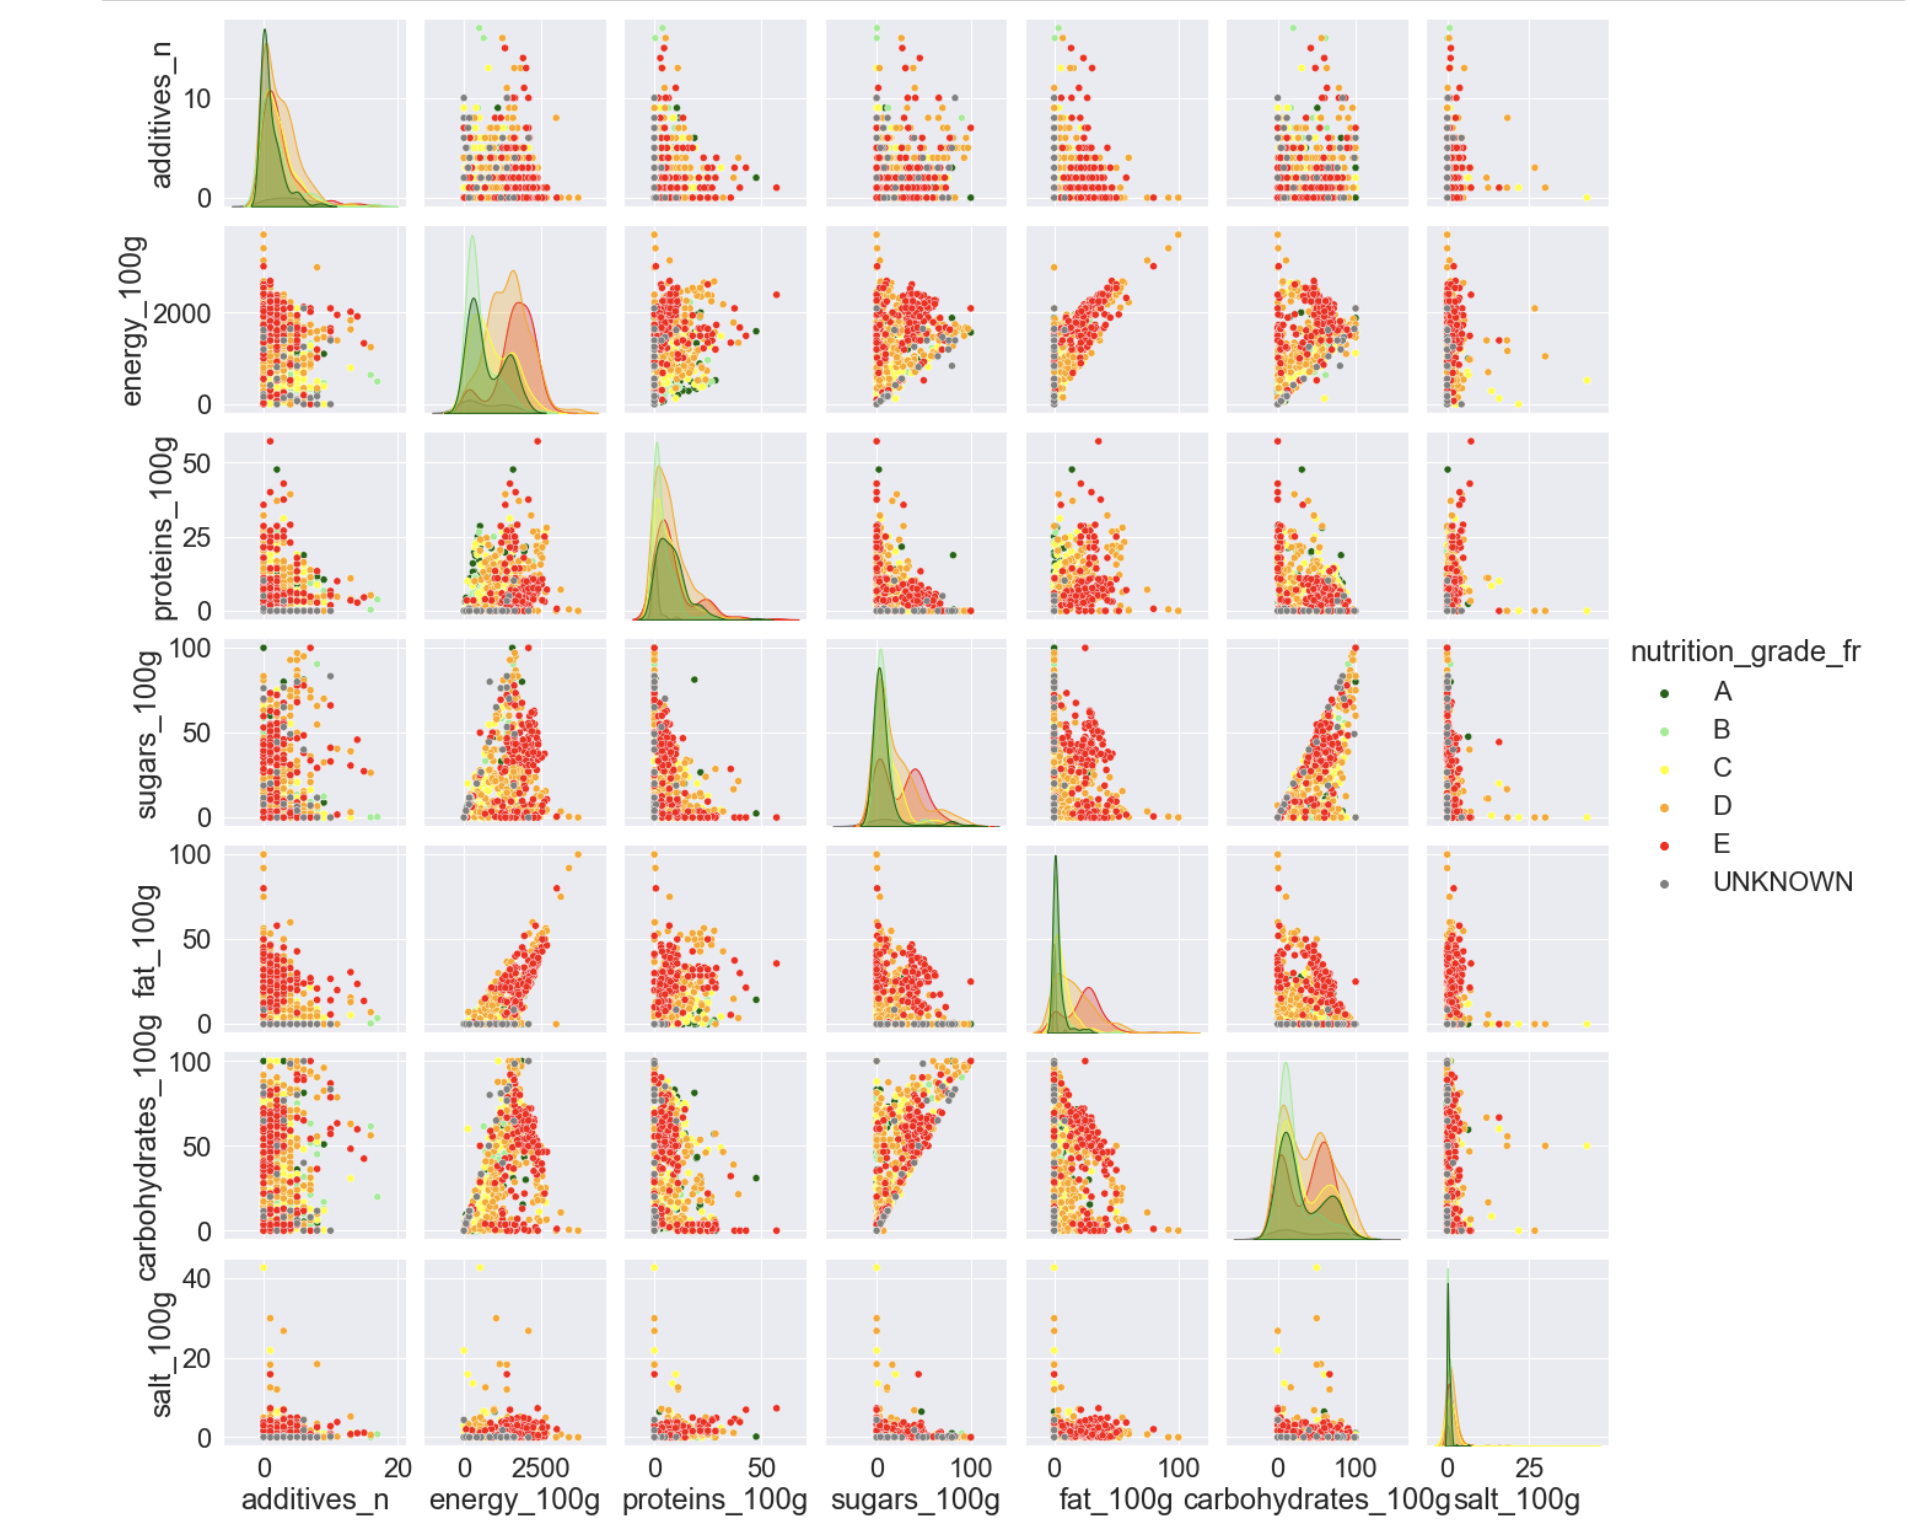 additives_n
10
0
energy_100g
2000
0
proteins_100g
50
25
0
sugars_100g
100
50
0
fat_100g
100
50
0
carbohydrates_100g
100
50
0
salt_100g
40
20
0
0 20 0 2500 0 50 0 100 0 100 0 100 0 25
additives_n energy_100g proteins_100g sugars_100g fat_100g carbohydrates_100g salt_100g
nutrition_grade_fr
A
B
C
D
E
UNKNOWN